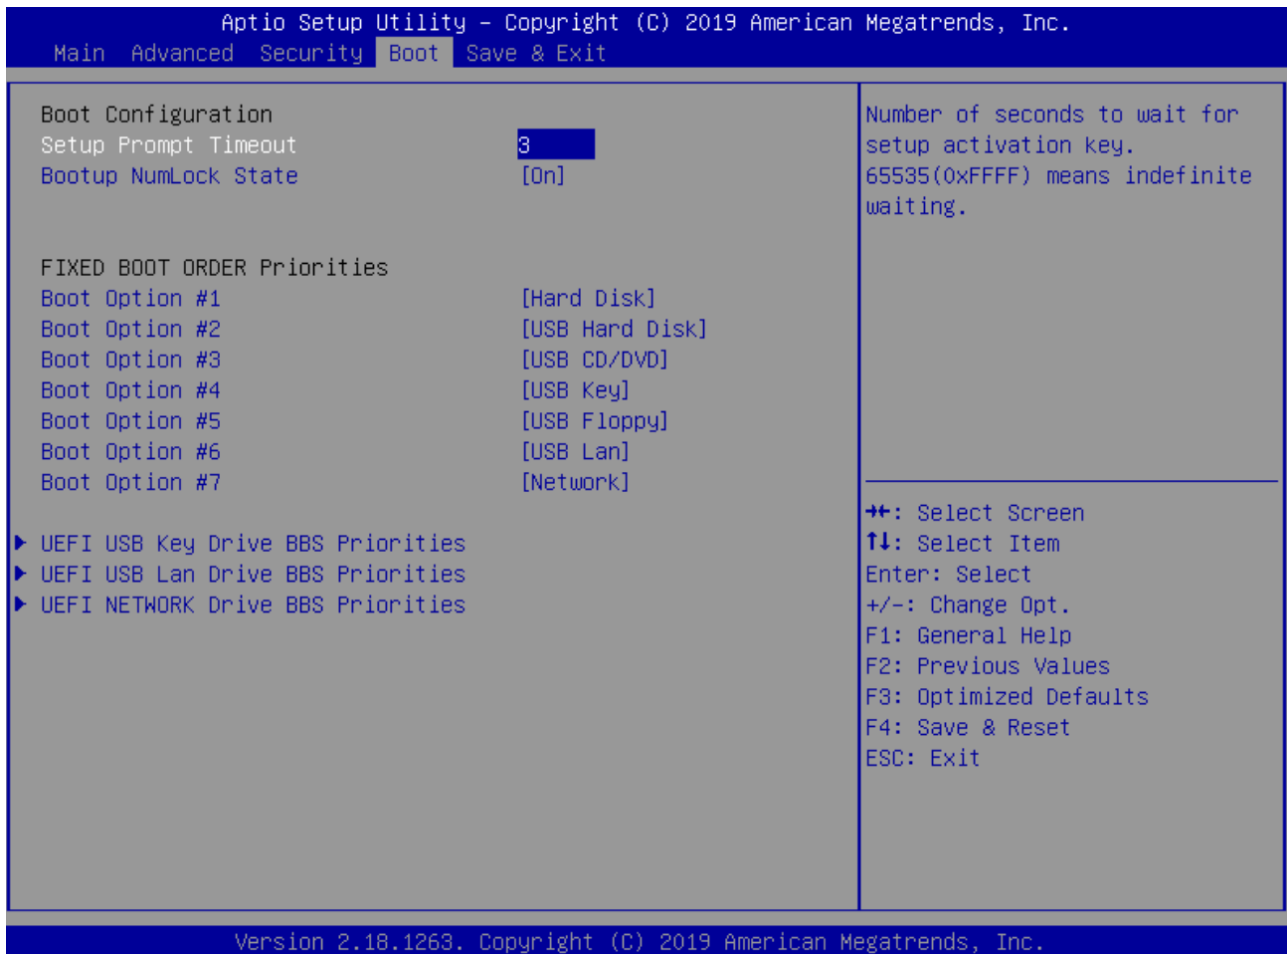 Aptio Setup Utility – Copyright (C) 2019 American Megatrends, Inc.
Main Advanced Security Boot Save & Exit
Boot Configuration
Setup Prompt Timeout 3
Bootup NumLock State [On]
FIXED BOOT ORDER Priorities
Boot Option #1 [Hard Disk]
Boot Option #2 [USB Hard Disk]
Boot Option #3 [USB CD/DVD]
Boot Option #4 [USB Key]
Boot Option #5 [USB Floppy]
Boot Option #6 [USB Lan]
Boot Option #7 [Network]
UEFI USB Key Drive BBS Priorities
UEFI USB Lan Drive BBS Priorities
UEFI NETWORK Drive BBS Priorities
Number of seconds to wait for
setup activation key.
65535(0xFFFF) means indefinite
waiting.
→←: Select Screen
↑↓: Select Item
Enter: Select
+/-: Change Opt.
F1: General Help
F2: Previous Values
F3: Optimized Defaults
F4: Save & Reset
ESC: Exit
Version 2.18.1263. Copyright (C) 2019 American Megatrends, Inc.